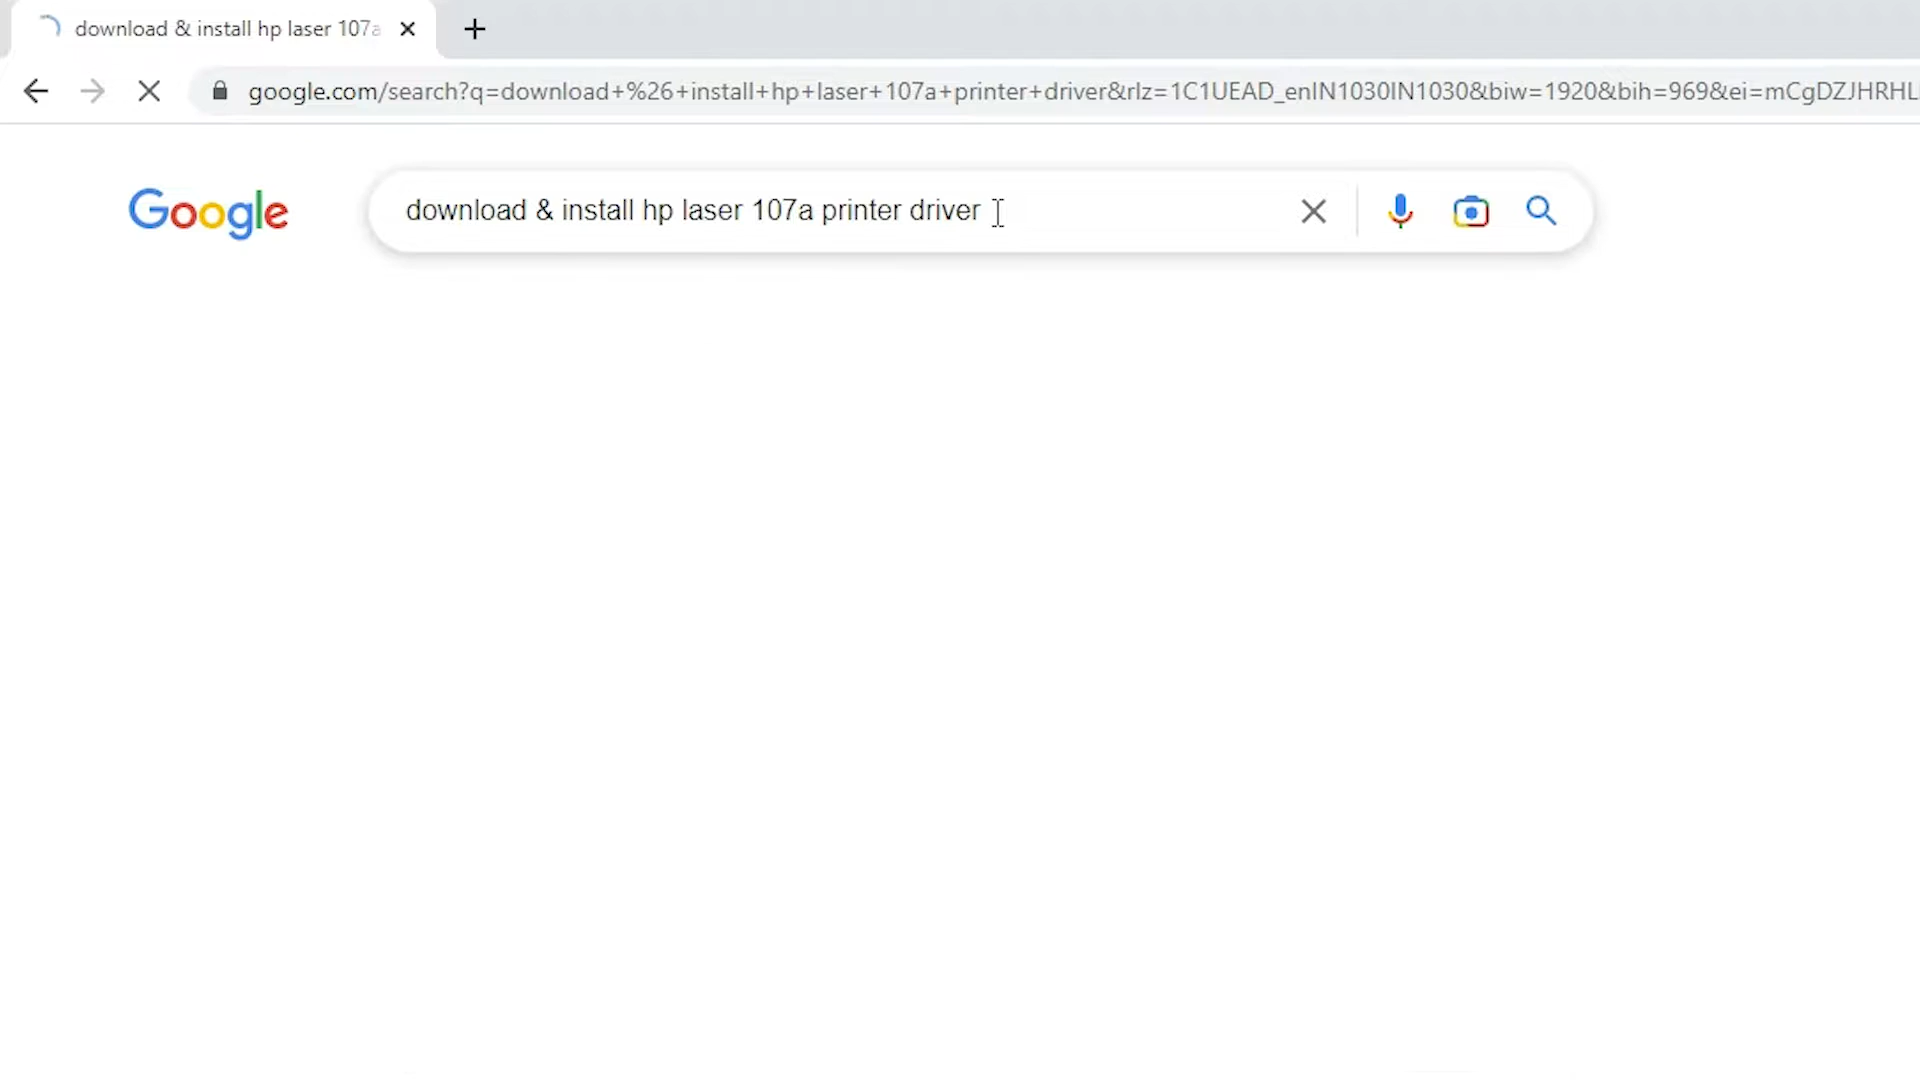 download & install hp laser 107a
google.com/search?q=download+%26+install+hp+laser+107a+printer+driver&rlz=1C1UEAD_enIN1030IN1030&biw=1920&bih=969&ei=mCgDZJHRHL
Google
download & install hp laser 107a printer driver